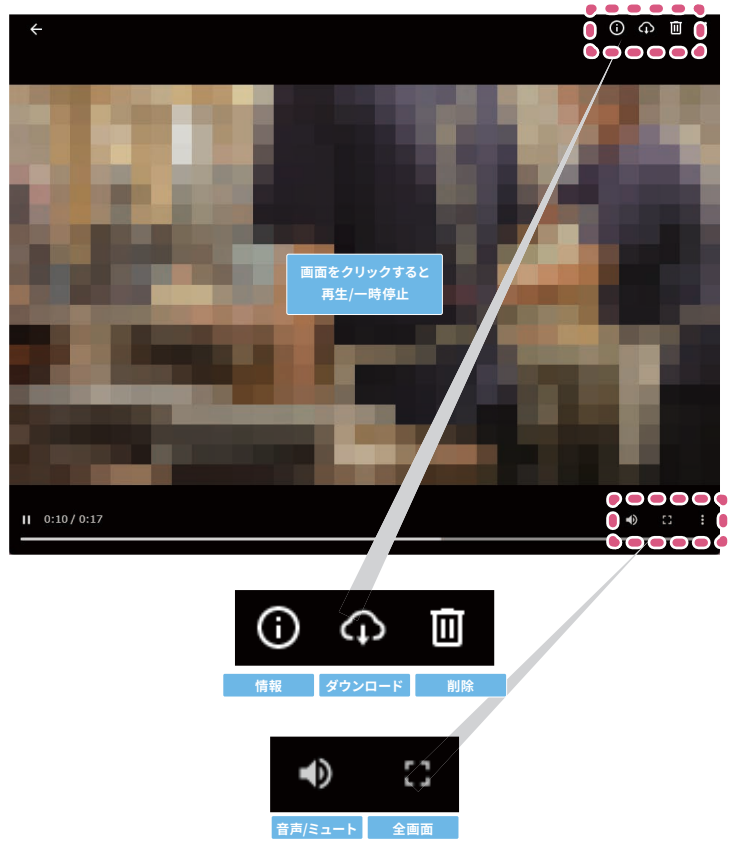 画面をクリックすると
再生/一時停止
0:10 / 0:17
情報
ダウンロード
削除
音声/ミュート
全画面